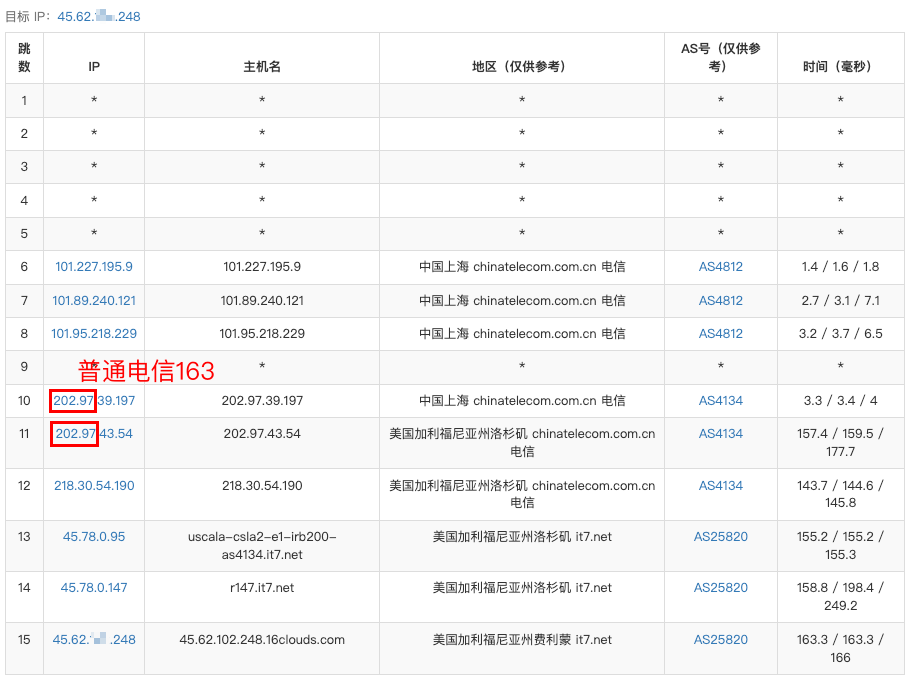 目标 IP: 45.62. .248
跳数 IP 主机名 地区（仅供参考） AS号（仅供参考） 时间（毫秒）
1 * * * * *
2 * * * * *
3 * * * * *
4 * * * * *
5 * * * * *
6 101.227.195.9 101.227.195.9 中国上海 chinatelecom.com.cn 电信 AS4812 1.4 / 1.6 / 1.8
7 101.89.240.121 101.89.240.121 中国上海 chinatelecom.com.cn 电信 AS4812 2.7 / 3.1 / 7.1
8 101.95.218.229 101.95.218.229 中国上海 chinatelecom.com.cn 电信 AS4812 3.2 / 3.7 / 6.5
9 * * * * *
普通电信163
10 202.97.39.197 202.97.39.197 中国上海 chinatelecom.com.cn 电信 AS4134 3.3 / 3.4 / 4
11 202.97.43.54 202.97.43.54 美国加利福尼亚州洛杉矶 chinatelecom.com.cn 电信 AS4134 157.4 / 159.5 / 177.7
12 218.30.54.190 218.30.54.190 美国加利福尼亚州洛杉矶 chinatelecom.com.cn 电信 AS4134 143.7 / 144.6 / 145.8
13 45.78.0.95 uscala-csla2-e1-irb200-as4134.it7.net 美国加利福尼亚州洛杉矶 it7.net AS25820 155.2 / 155.2 / 155.3
14 45.78.0.147 r147.it7.net 美国加利福尼亚州洛杉矶 it7.net AS25820 158.8 / 198.4 / 249.2
15 45.62. .248 45.62.102.248.16clouds.com 美国加利福尼亚州费利蒙 it7.net AS25820 163.3 / 163.3 / 166